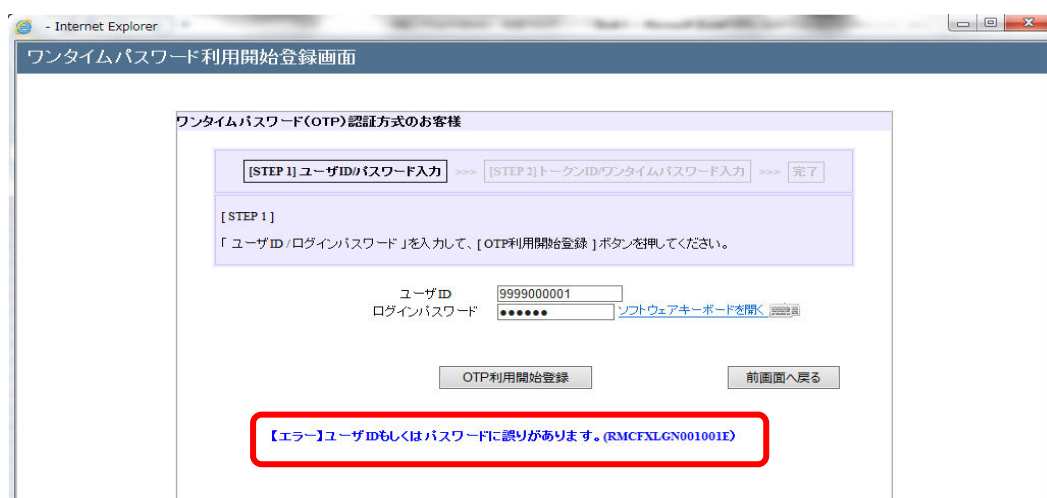 - Internet Explorer
ワンタイムパスワード利用開始登録画面
ワンタイムパスワード(OTP)認証方式のお客様
[STEP 1] ユーザID/パスワード入力 >>> [STEP 2]トークンID/ワンタイムパスワード入力 >>> 完了
[ STEP 1 ]
「 ユーザID /ログインパスワード 」を入力して、[ OTP利用開始登録 ]ボタンを押してください。
ユーザID 9999000001
ログインパスワード ●●●●●● ソフトウェアキーボードを開く
OTP利用開始登録 前画面へ戻る
【エラー】ユーザIDもしくはパスワードに誤りがあります。(RMCFXLGN001001E)